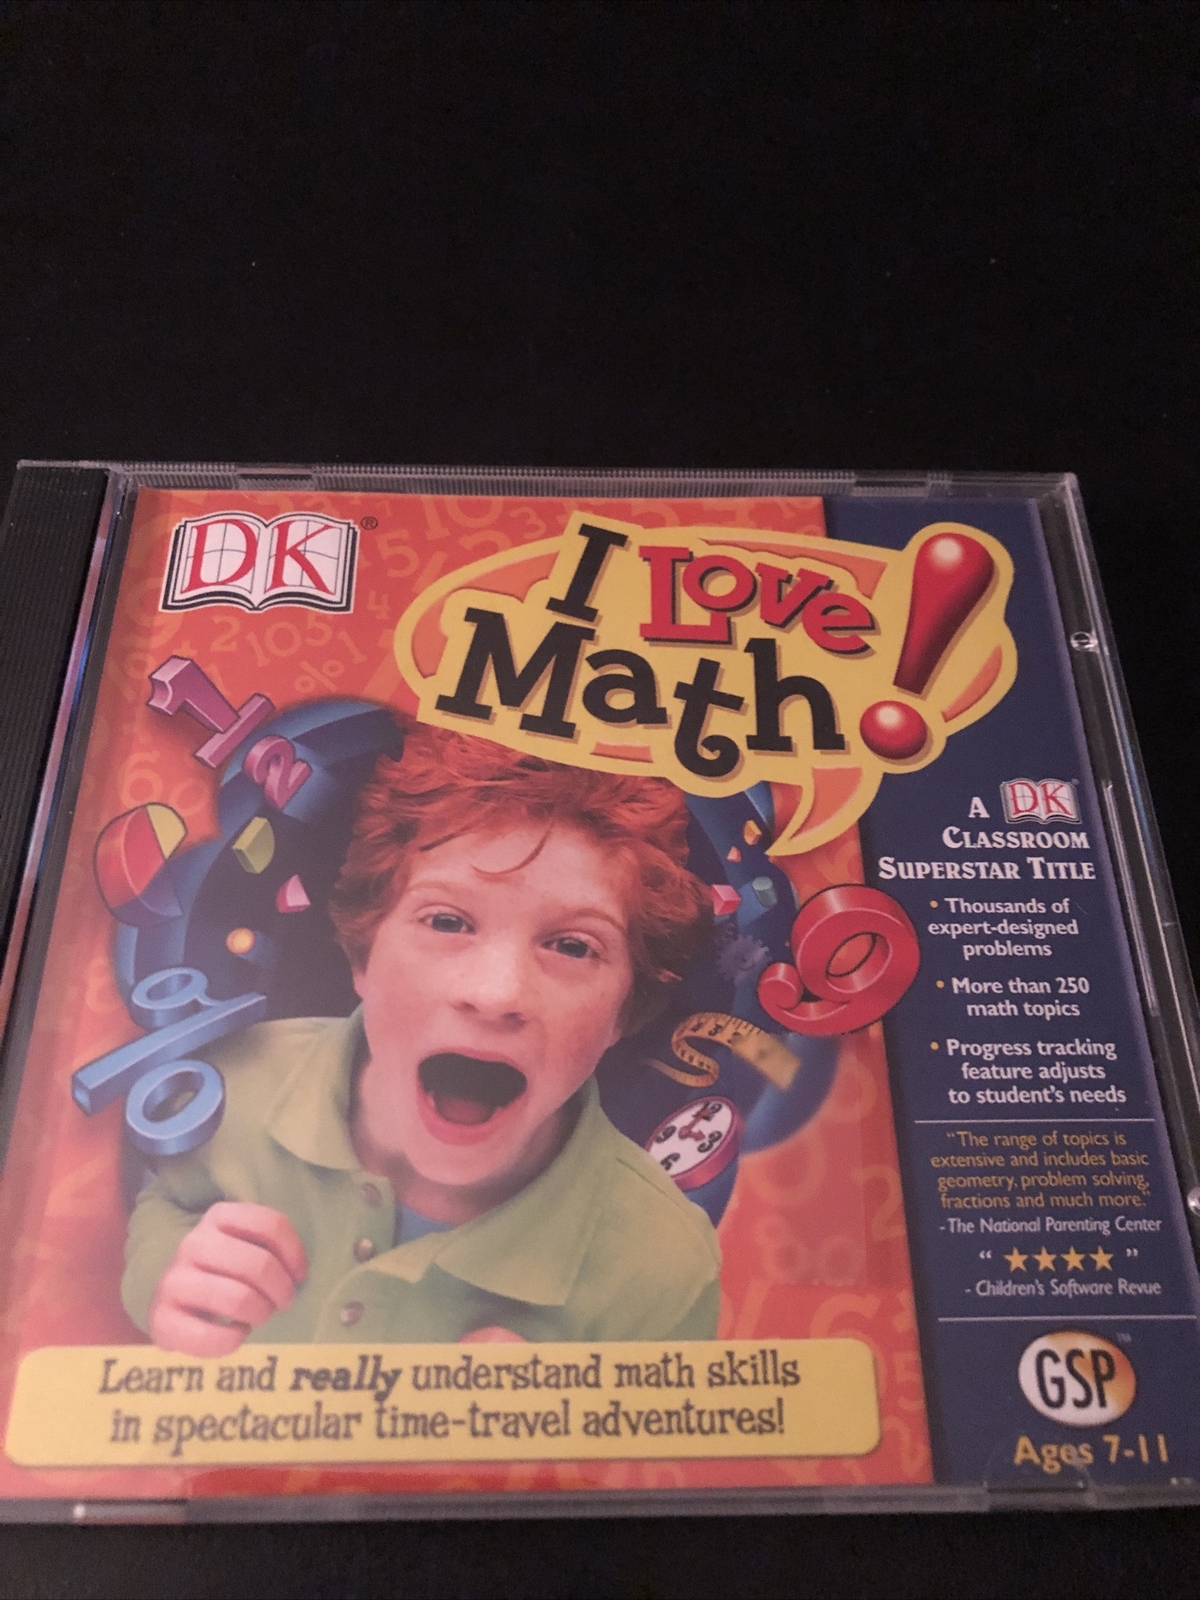 DK®
I Love
Math!
A DK
CLASSROOM
SUPERSTAR TITLE
• Thousands of
expert-designed
problems
• More than 250
math topics
• Progress tracking
feature adjusts
to student's needs
"The range of topics is
extensive and includes basic
geometry, problem solving,
fractions and much more."
-The National Parenting Center
"★★★★"
- Children's Software Revue
GSP™
Ages 7-11
Learn and really understand math skills
in spectacular time-travel adventures!